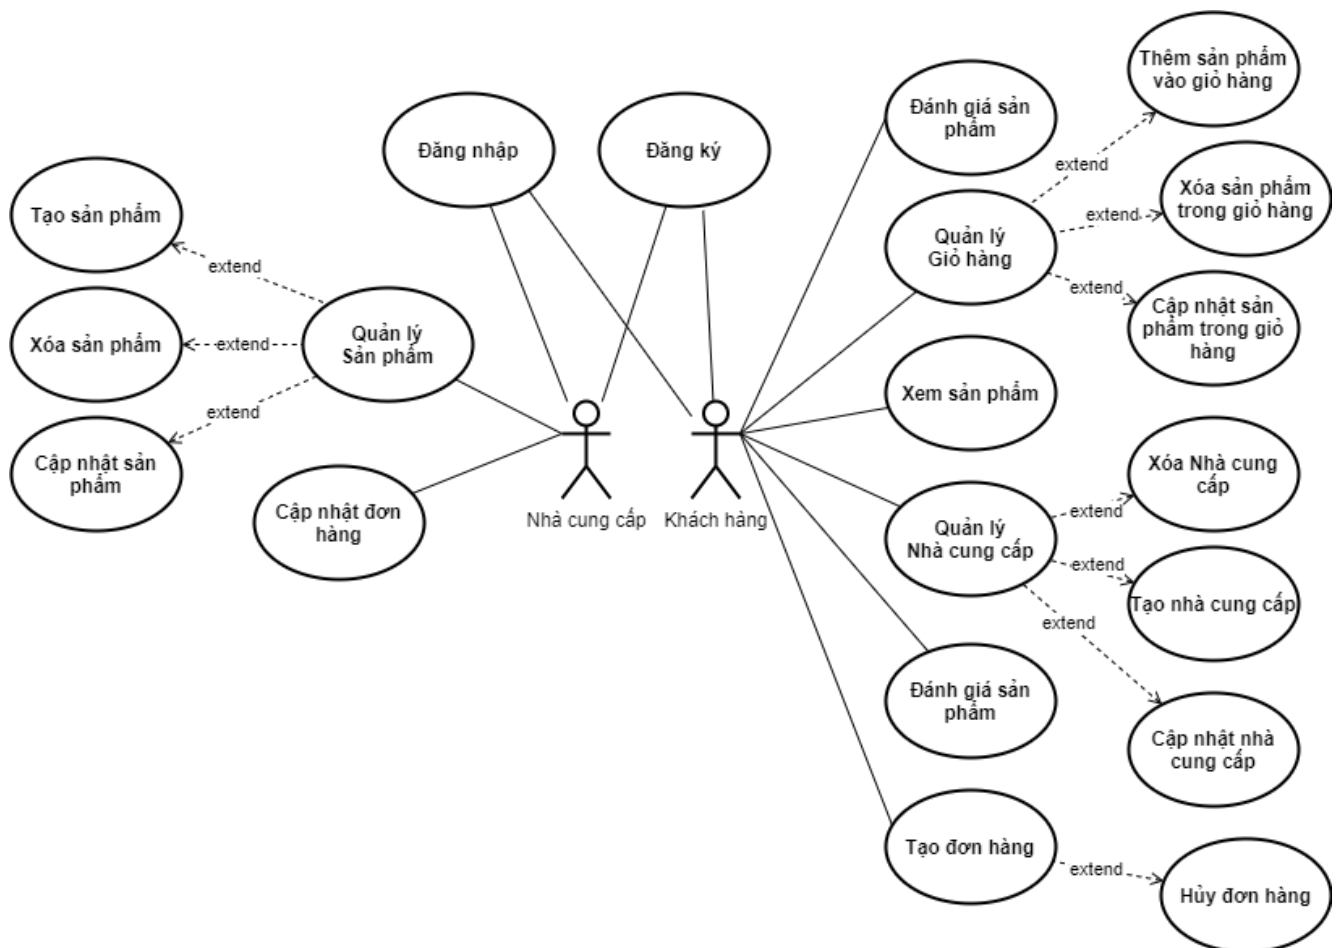 Thêm sản phẩm
vào giỏ hàng
Đánh giá sản
phẩm
Đăng nhập
Đăng ký
extend
Xóa sản phẩm
trong giỏ hàng
Tạo sản phẩm
extend
Quản lý
Giỏ hàng
extend
extend
Cập nhật sản
phẩm trong giỏ
hàng
Xóa sản phẩm
extend
Quản lý
Sản phẩm
Xem sản phẩm
extend
Cập nhật sản
phẩm
Xóa Nhà cung
cấp
Cập nhật đơn
hàng
Nhà cung cấp
Khách hàng
extend
Quản lý
Nhà cung cấp
extend
Tạo nhà cung cấp
extend
Đánh giá sản
phẩm
Cập nhật nhà
cung cấp
Tạo đơn hàng
extend
Hủy đơn hàng